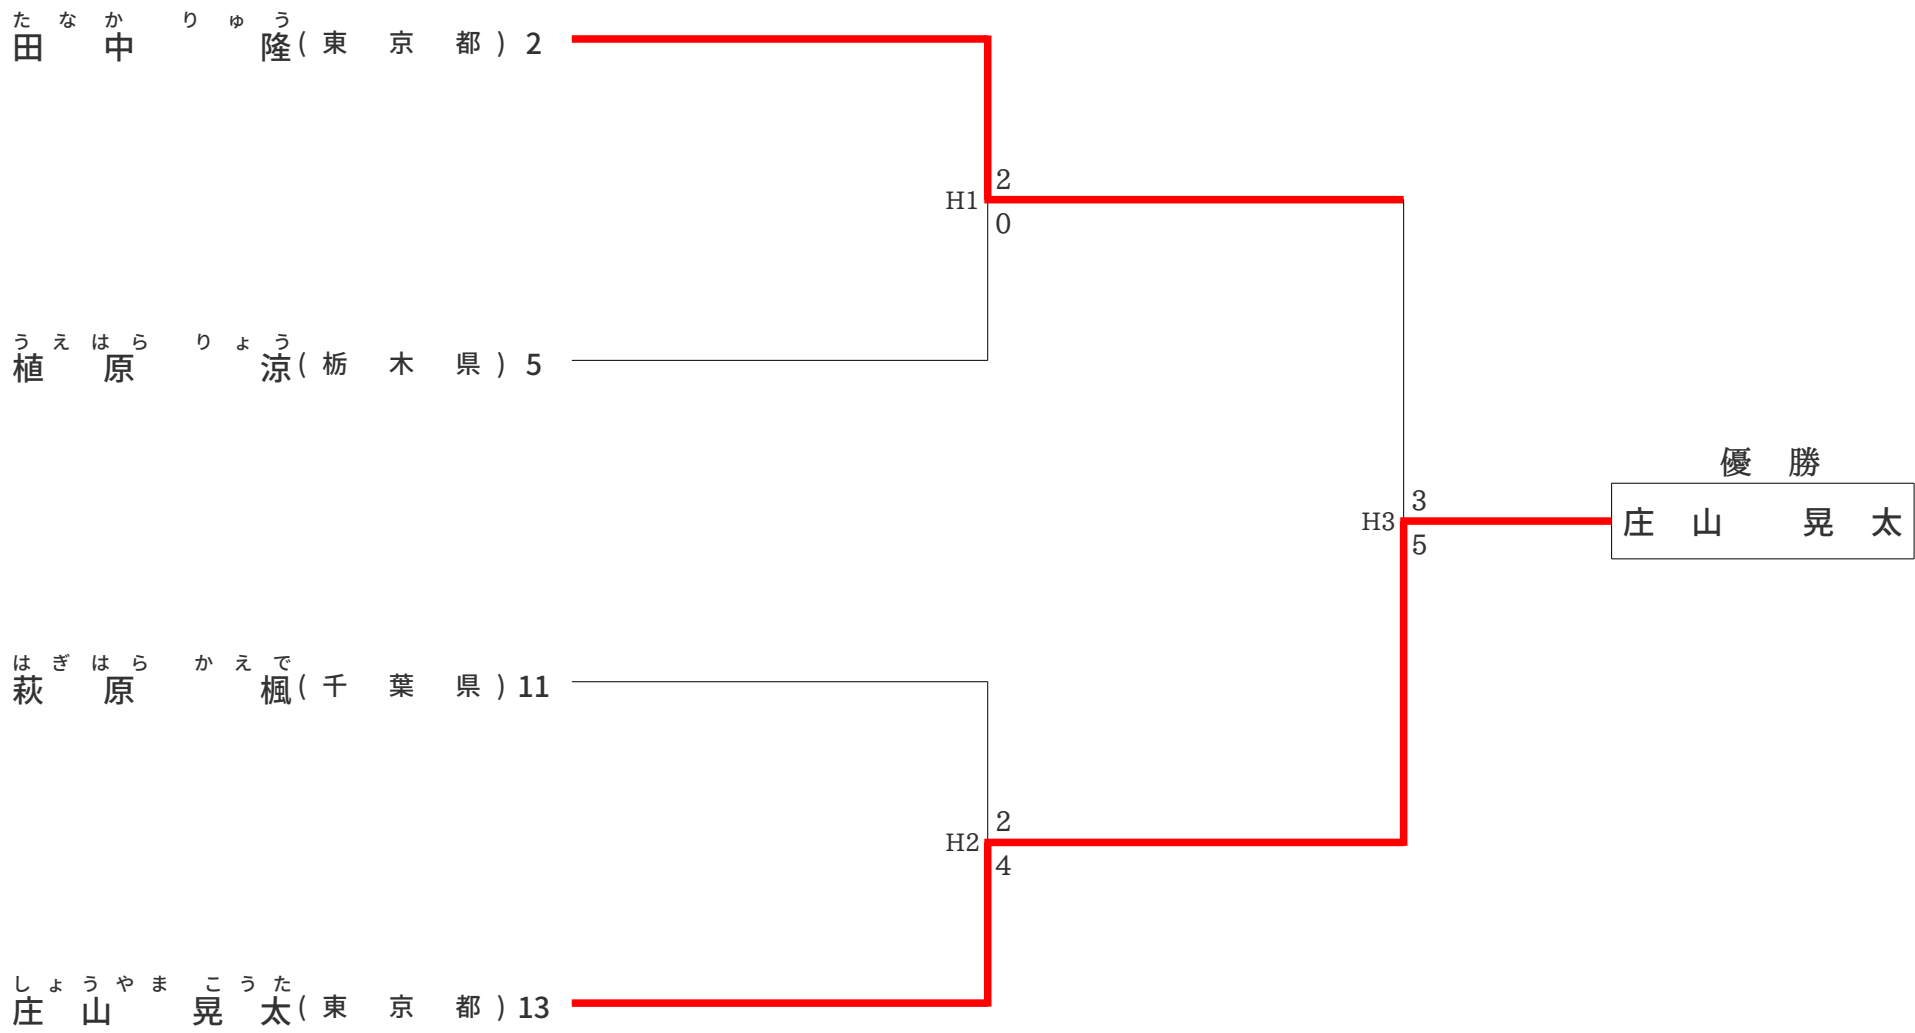 たなか りゅう
田中 隆(東京都) 2
2
H1
0
うえはら りょう
植原 涼(栃木県) 5
優勝
庄山 晃太
3
H3
5
はぎはら かえで
萩原 楓(千葉県) 11
2
H2
4
しょうやま こうた
庄山 晃太(東京都) 13